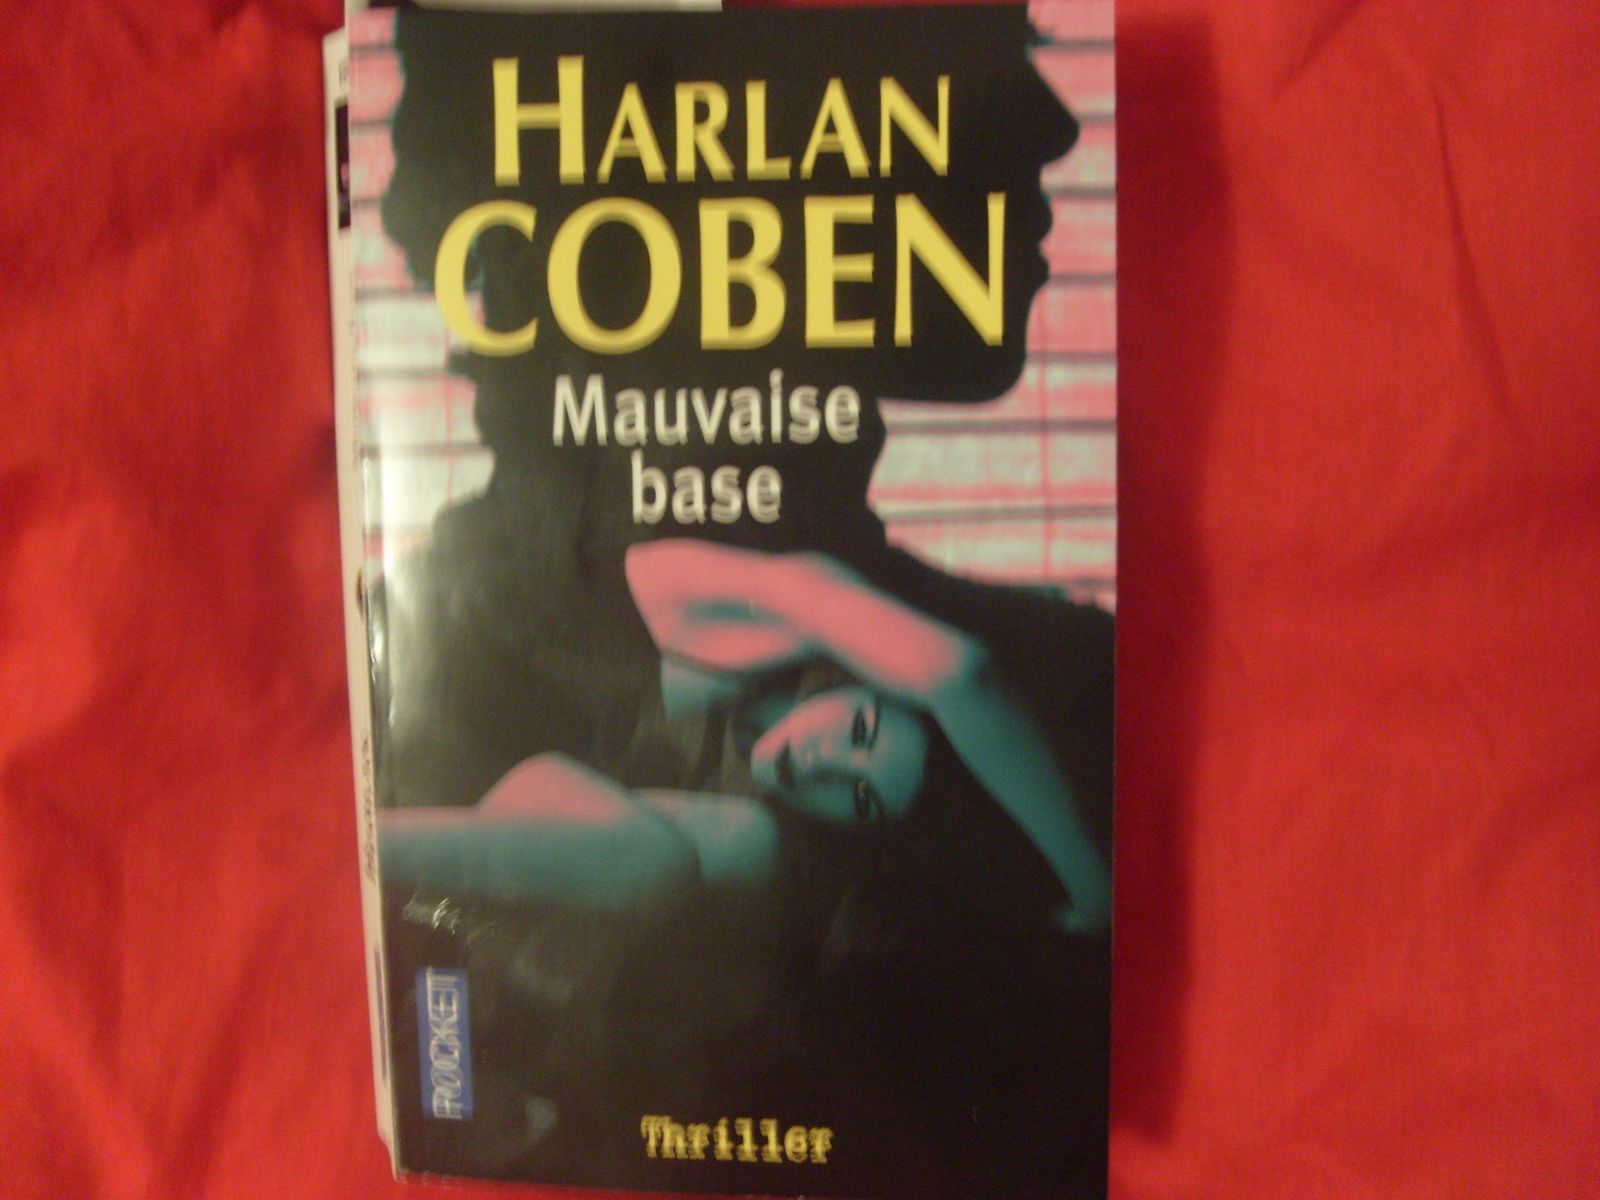 HARLAN
COBEN
Mauvaise
base
POCKET
Thriller